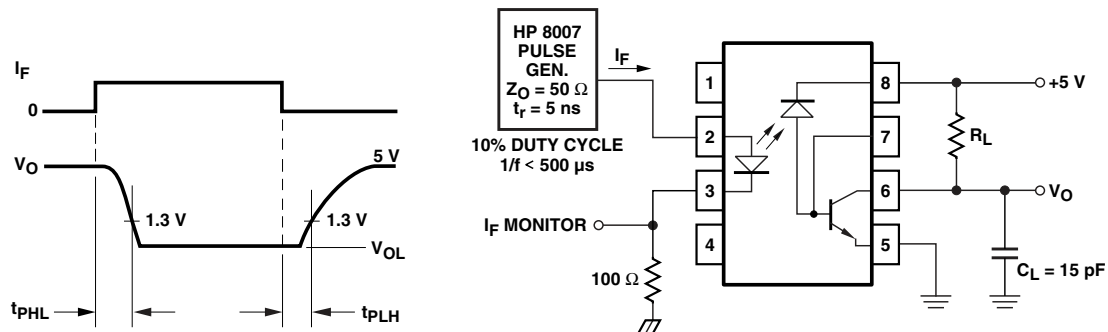 I_F
0
V_O
5 V
1.3 V
1.3 V
V_OL
t_PHL
t_PLH
HP 8007
PULSE
GEN.
Z_O = 50 Ω
t_r = 5 ns
I_F
10% DUTY CYCLE
1/f < 500 µs
I_F MONITOR
100 Ω
1
2
3
4
8
7
6
5
+5 V
R_L
V_O
C_L = 15 pF